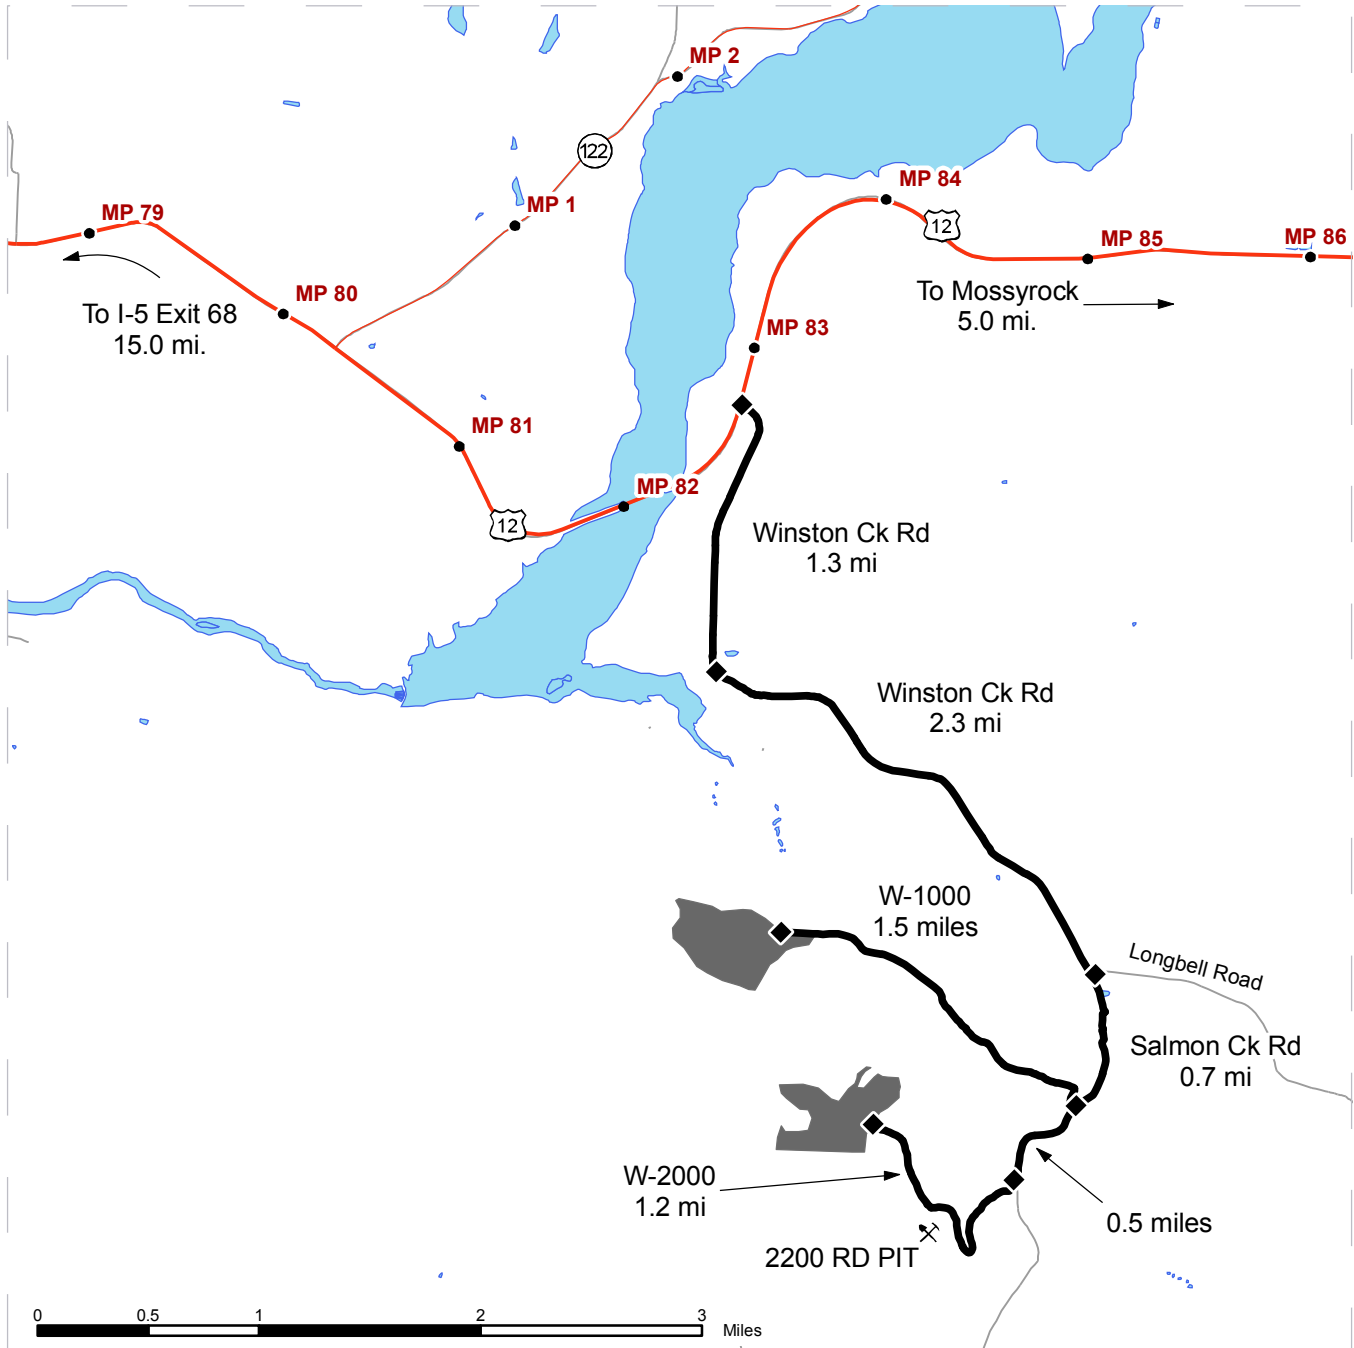 MP 2
122
MP 84
MP 79
MP 1
12
MP 85
MP 86
MP 80
To Mossyrock
5.0 mi.
To I-5 Exit 68
15.0 mi.
MP 83
MP 81
MP 82
12
Winston Ck Rd
1.3 mi
Winston Ck Rd
2.3 mi
W-1000
1.5 miles
Longbell Road
Salmon Ck Rd
0.7 mi
W-2000
1.2 mi
0.5 miles
2200 RD PIT
0 0.5 1 2 3
Miles